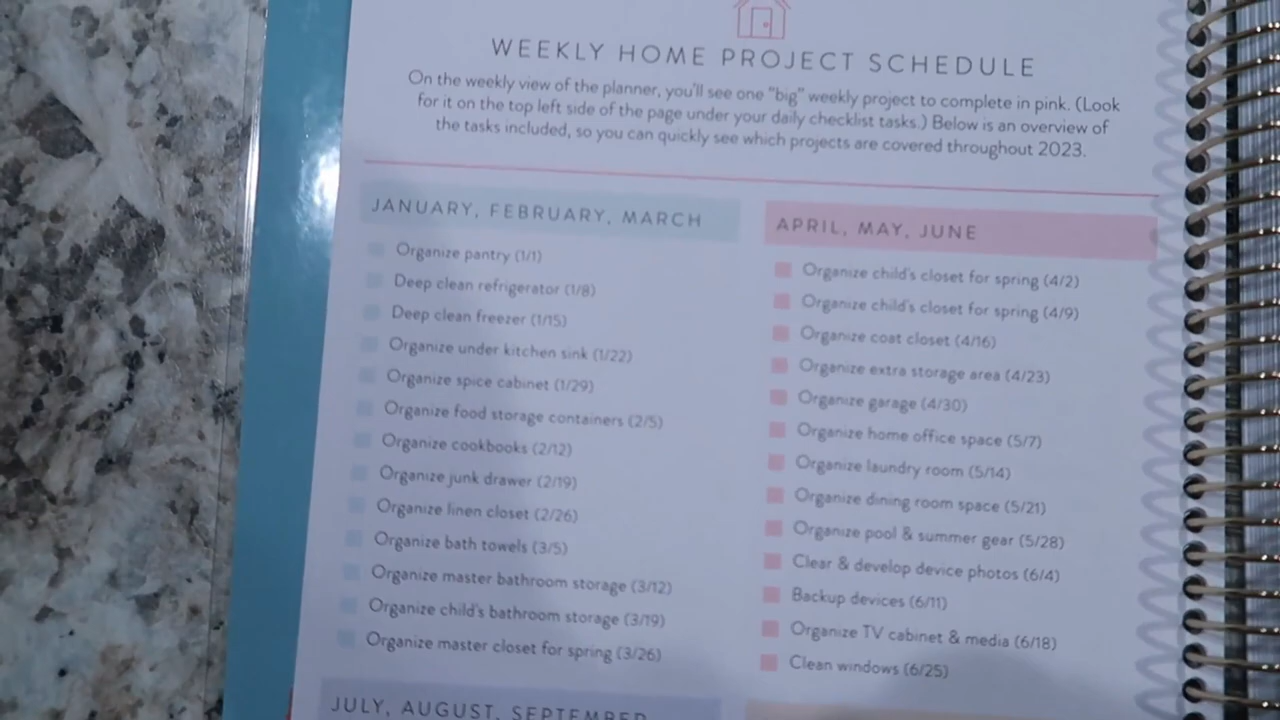 WEEKLY HOME PROJECT SCHEDULE
On the weekly view of the planner, you'll see one "big" weekly project to complete in pink. (Look
for it on the top left side of the page under your daily checklist tasks.) Below is an overview of
the tasks included, so you can quickly see which projects are covered throughout 2023.
JANUARY, FEBRUARY, MARCH
Organize pantry (1/1)
Deep clean refrigerator (1/8)
Deep clean freezer (1/15)
Organize under kitchen sink (1/22)
Organize spice cabinet (1/29)
Organize food storage containers (2/5)
Organize cookbooks (2/12)
Organize junk drawer (2/19)
Organize linen closet (2/26)
Organize bath towels (3/5)
Organize master bathroom storage (3/12)
Organize child's bathroom storage (3/19)
Organize master closet for spring (3/26)
APRIL, MAY, JUNE
Organize child's closet for spring (4/2)
Organize child's closet for spring (4/9)
Organize coat closet (4/16)
Organize extra storage area (4/23)
Organize garage (4/30)
Organize home office space (5/7)
Organize laundry room (5/14)
Organize dining room space (5/21)
Organize pool & summer gear (5/28)
Clear & develop device photos (6/4)
Backup devices (6/11)
Organize TV cabinet & media (6/18)
Clean windows (6/25)
JULY, AUGUST, SEPTEMBER